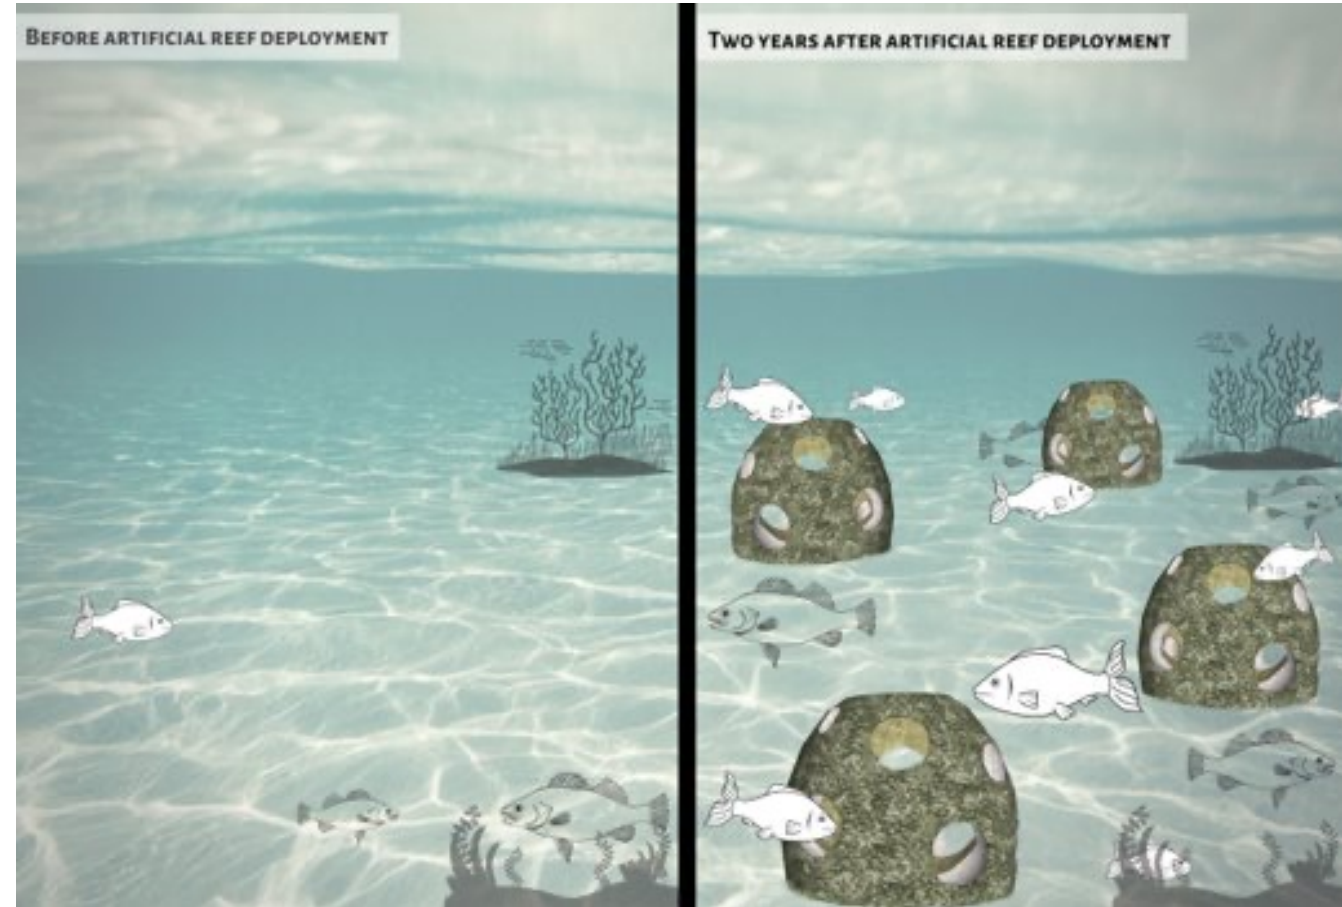 BEFORE ARTIFICIAL REEF DEPLOYMENT
TWO YEARS AFTER ARTIFICIAL REEF DEPLOYMENT